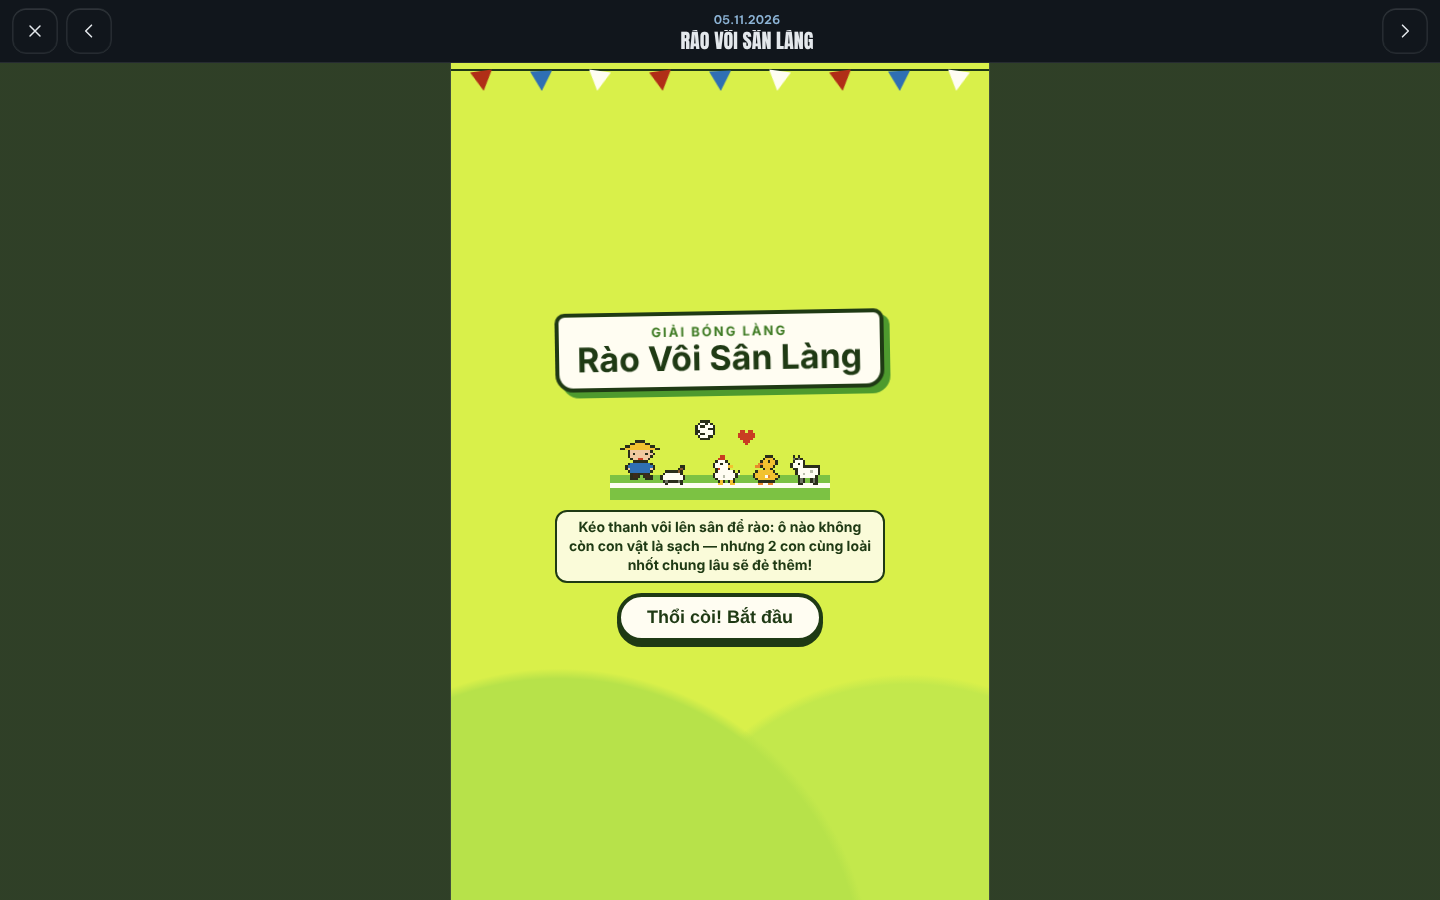 05.11.2026
RÀO VÔI SÂN LÀNG
GIẢI BÓNG LÀNG
Rào Vôi Sân Làng
Kéo thanh vôi lên sân để rào: ô nào không
còn con vật là sạch — nhưng 2 con cùng loài
nhốt chung lâu sẽ đẻ thêm!
Thổi còi! Bắt đầu